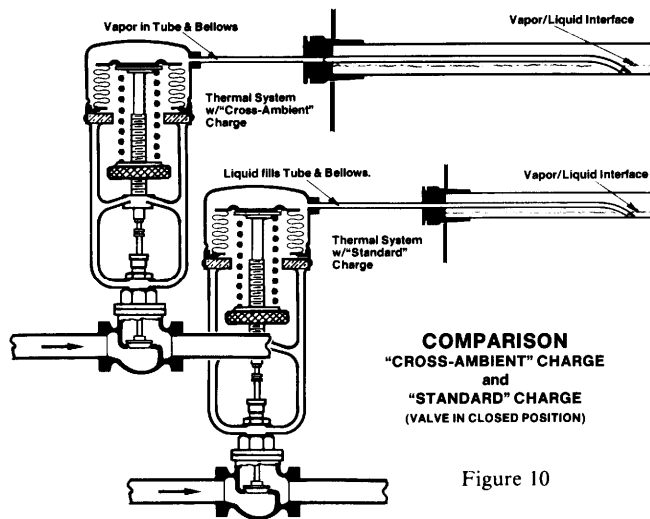 Vapor in Tube & Bellows
Vapor/Liquid Interface
Thermal System
w/"Cross-Ambient"
Charge
Liquid fills Tube & Bellows.
Vapor/Liquid Interface
Thermal System
w/"Standard"
Charge
COMPARISON
"CROSS-AMBIENT" CHARGE
and
"STANDARD" CHARGE
(VALVE IN CLOSED POSITION)
Figure 10